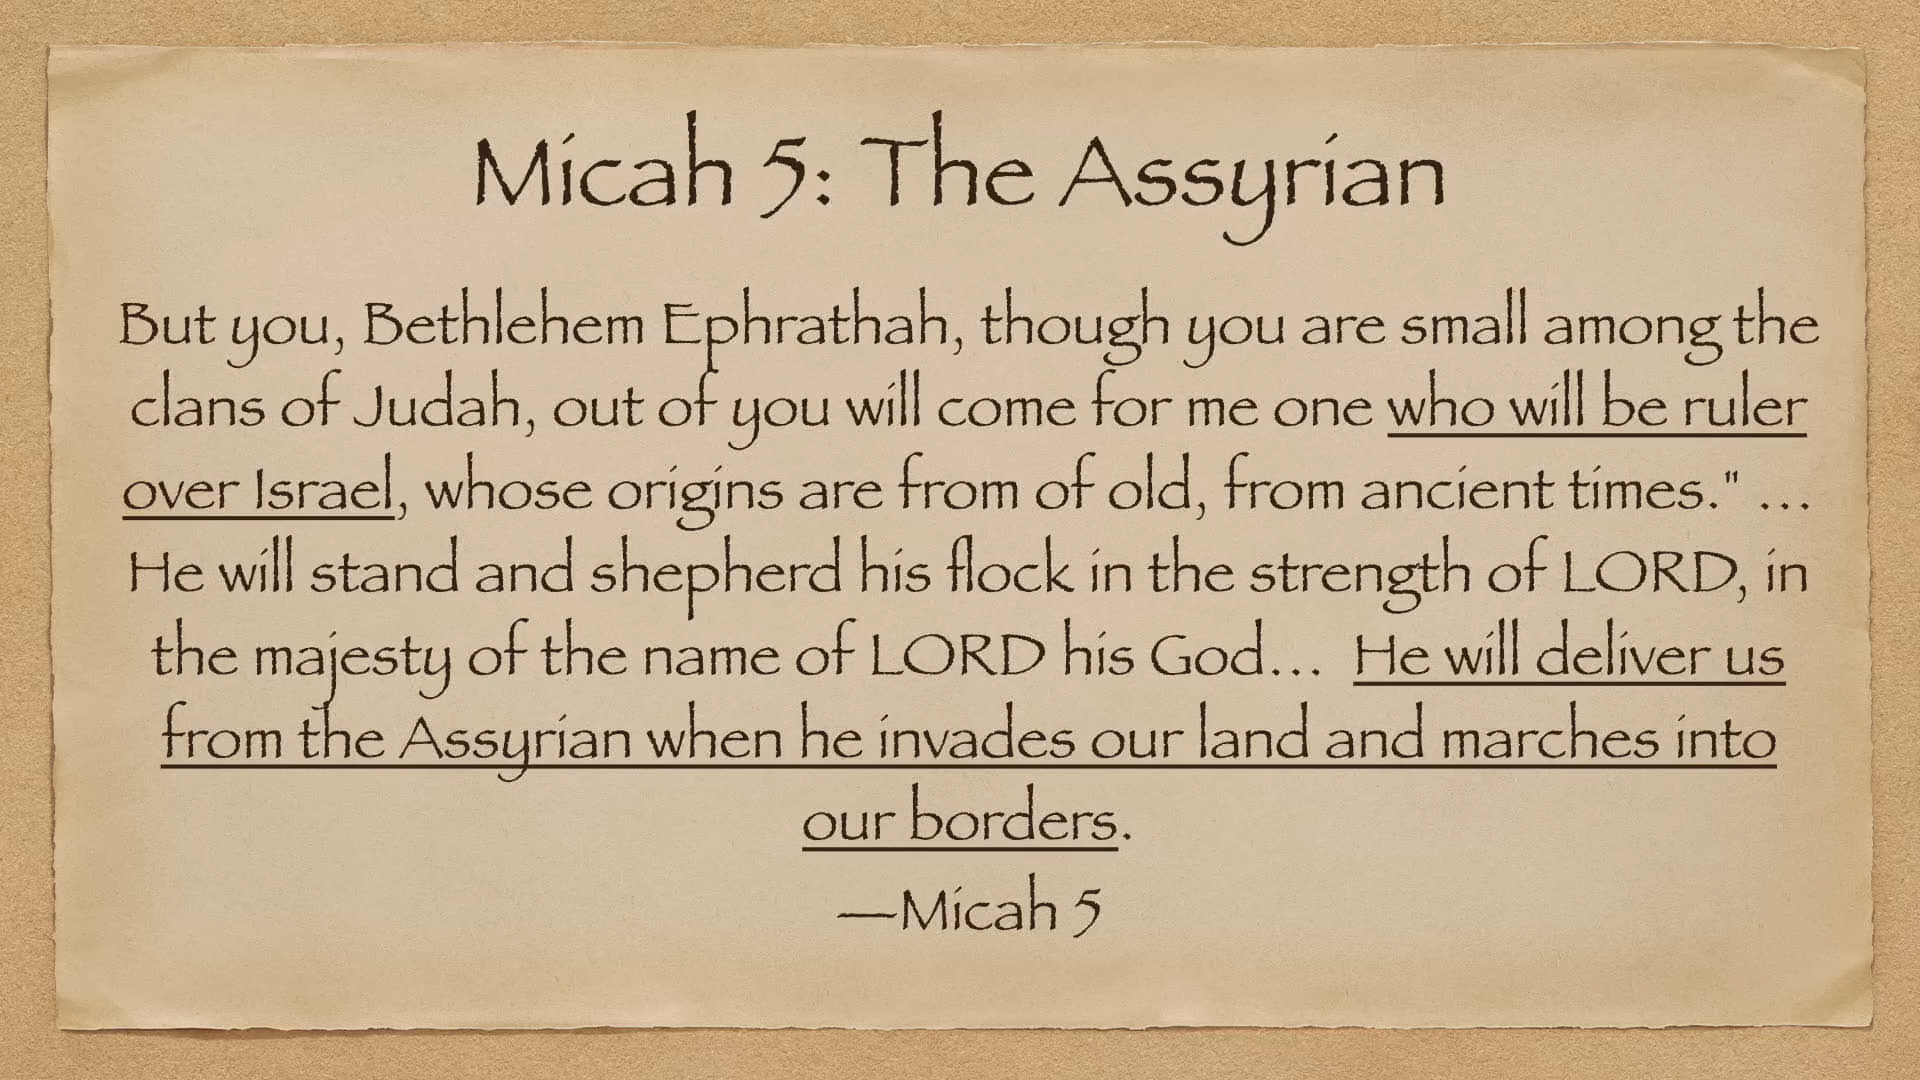 Micah 5: The Assyrian
But you, Bethlehem Ephrathah, though you are small among the
clans of Judah, out of you will come for me one who will be ruler
over Israel, whose origins are from of old, from ancient times." ...
He will stand and shepherd his flock in the strength of LORD, in
the majesty of the name of LORD his God... He will deliver us
from the Assyrian when he invades our land and marches into
our borders.
—Micah 5